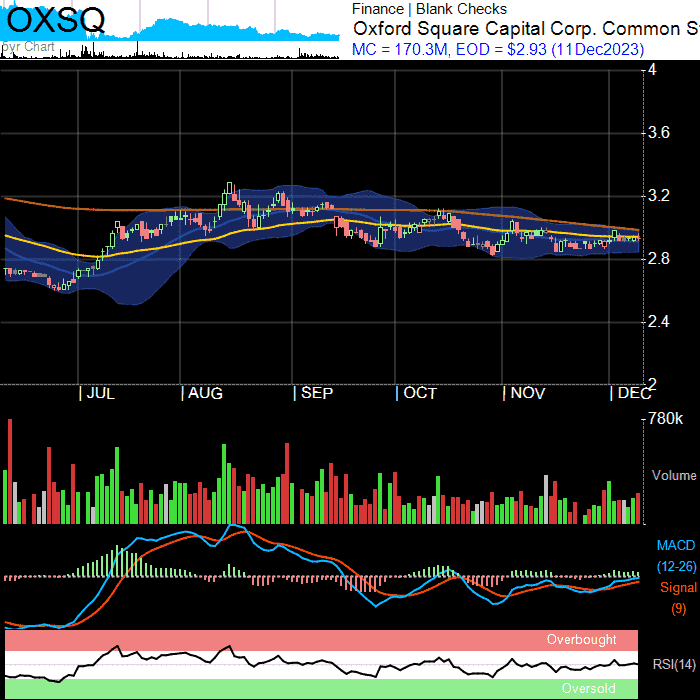 OXSQ
5yr Chart
Finance | Blank Checks
Oxford Square Capital Corp. Common S
MC = 170.3M, EOD = $2.93 (11Dec2023)
4
3.6
3.2
2.8
2.4
2
JUL
AUG
SEP
OCT
NOV
DEC
780k
Volume
MACD
(12-26)
Signal
(9)
Overbought
RSI(14)
Oversold